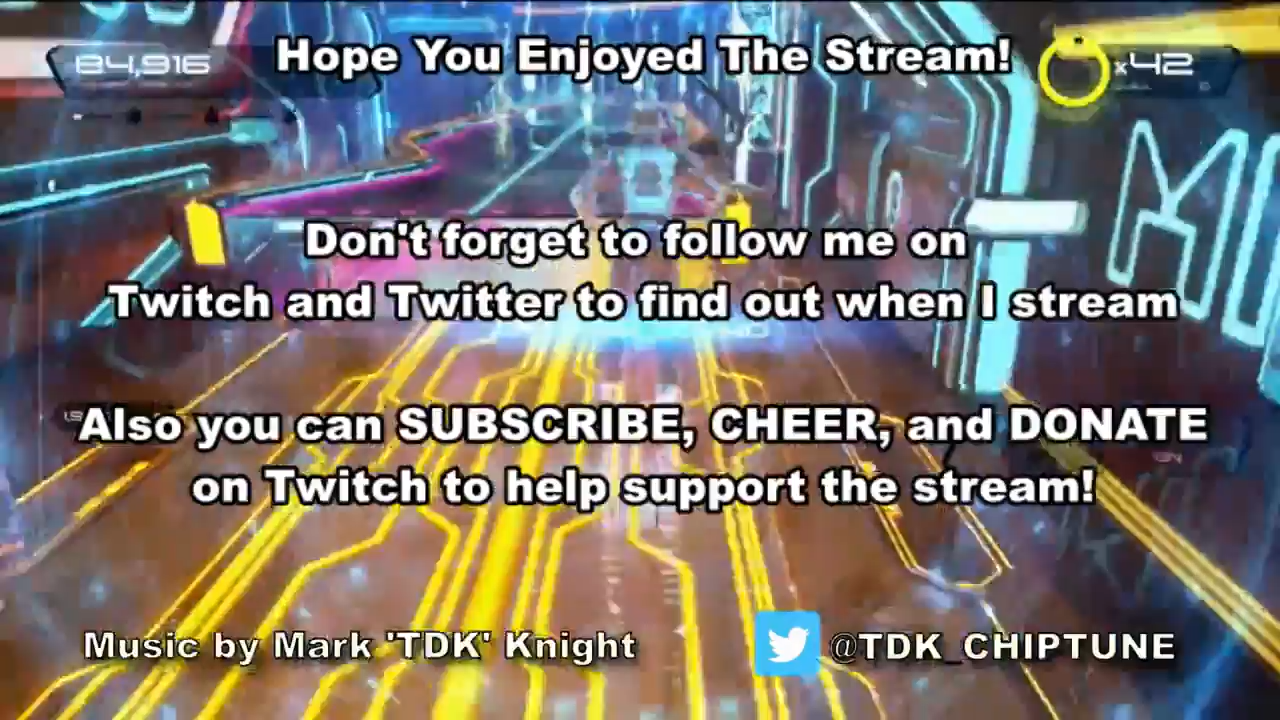 84,916
Hope You Enjoyed The Stream!
x42
Don't forget to follow me on
Twitch and Twitter to find out when I stream
Also you can SUBSCRIBE, CHEER, and DONATE
on Twitch to help support the stream!
Music by Mark 'TDK' Knight
@TDK_CHIPTUNE